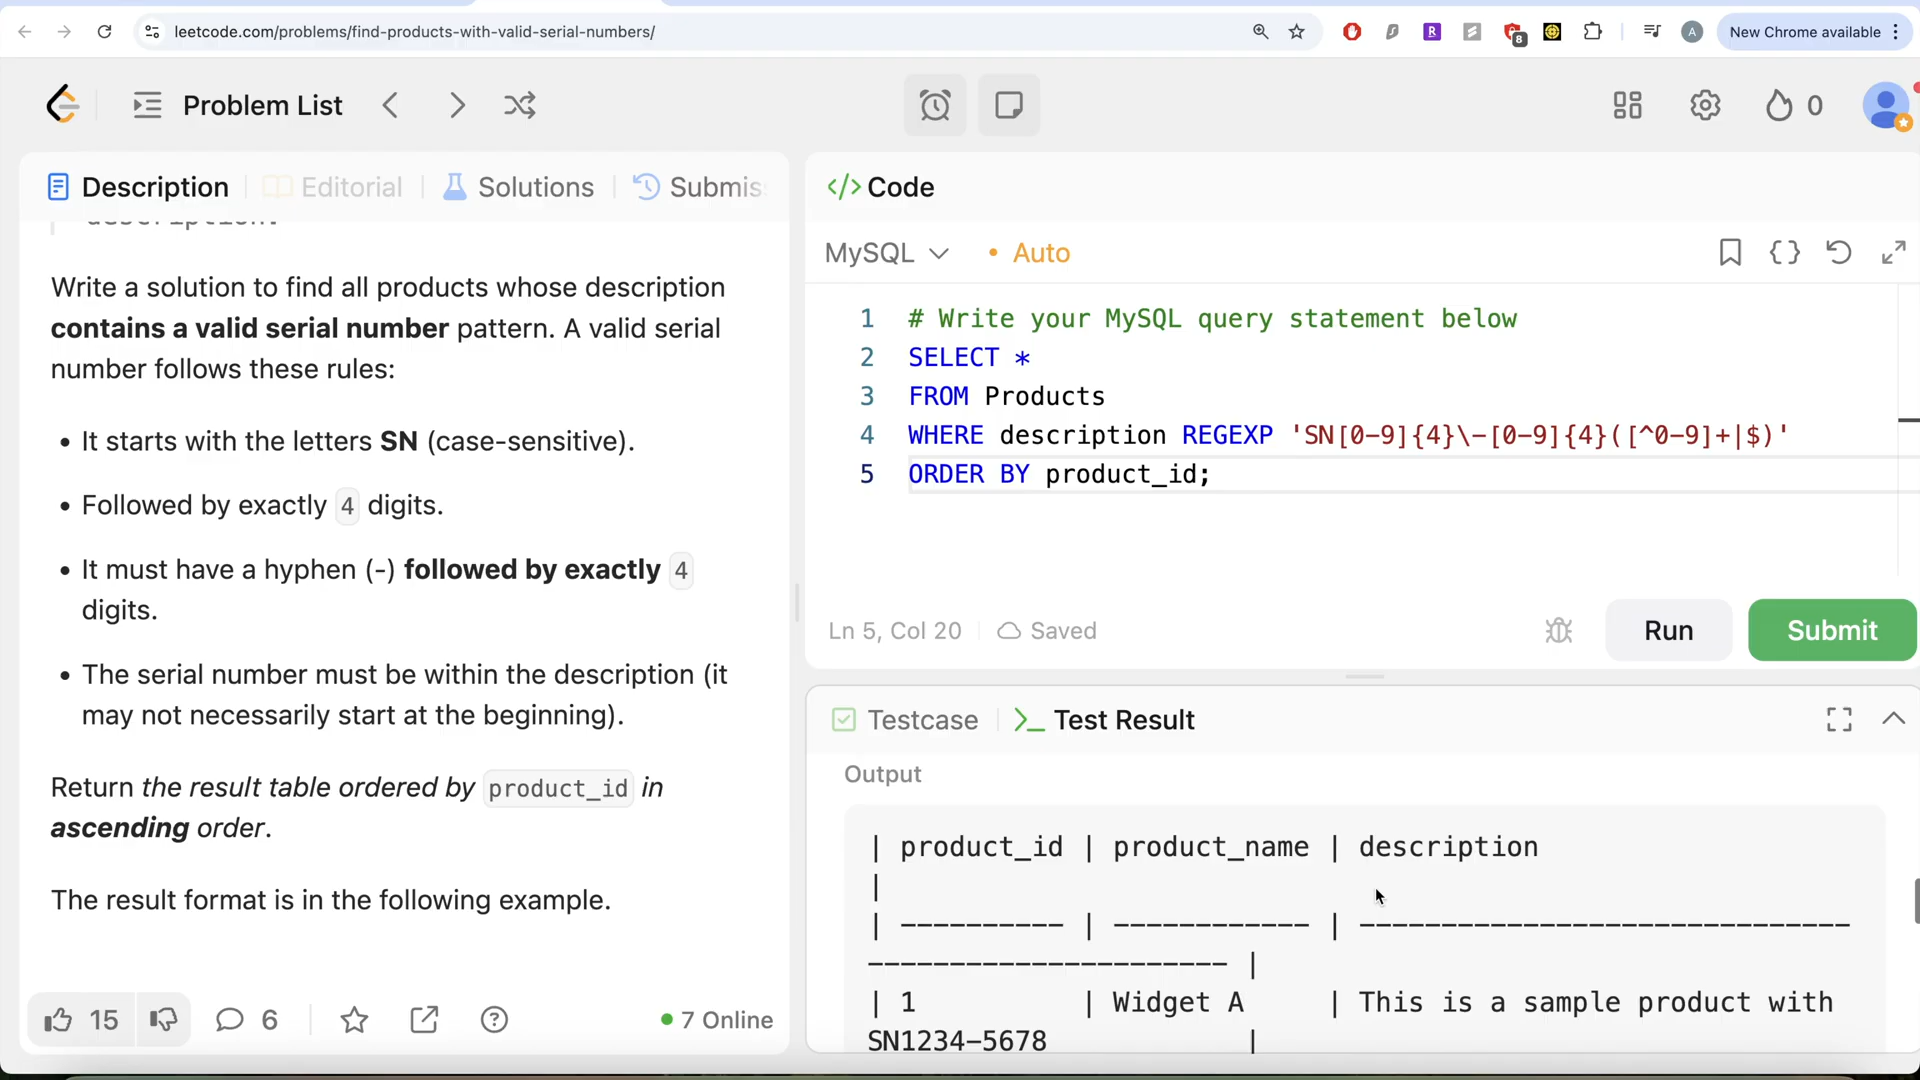 leetcode.com/problems/find-products-with-valid-serial-numbers/
8
A
New Chrome available
Problem List
0
Description
Editorial
Solutions
Submis
description.
Write a solution to find all products whose description
contains a valid serial number pattern. A valid serial
number follows these rules:
• It starts with the letters SN (case-sensitive).
• Followed by exactly 4 digits.
• It must have a hyphen (-) followed by exactly 4
digits.
• The serial number must be within the description (it
may not necessarily start at the beginning).
Return the result table ordered by product_id in
ascending order.
The result format is in the following example.
15
6
7 Online
</> Code
MySQL
• Auto
1 # Write your MySQL query statement below
2 SELECT *
3 FROM Products
4 WHERE description REGEXP 'SN[0-9]{4}\-[0-9]{4}([^0-9]+|$)'
5 ORDER BY product_id;
Ln 5, Col 20
Saved
Run
Submit
Testcase
>_ Test Result
Output
| product_id | product_name | description
|
| ---------- | ------------ | ------------------------------
---------------------- |
| 1 | Widget A | This is a sample product with
SN1234-5678 |